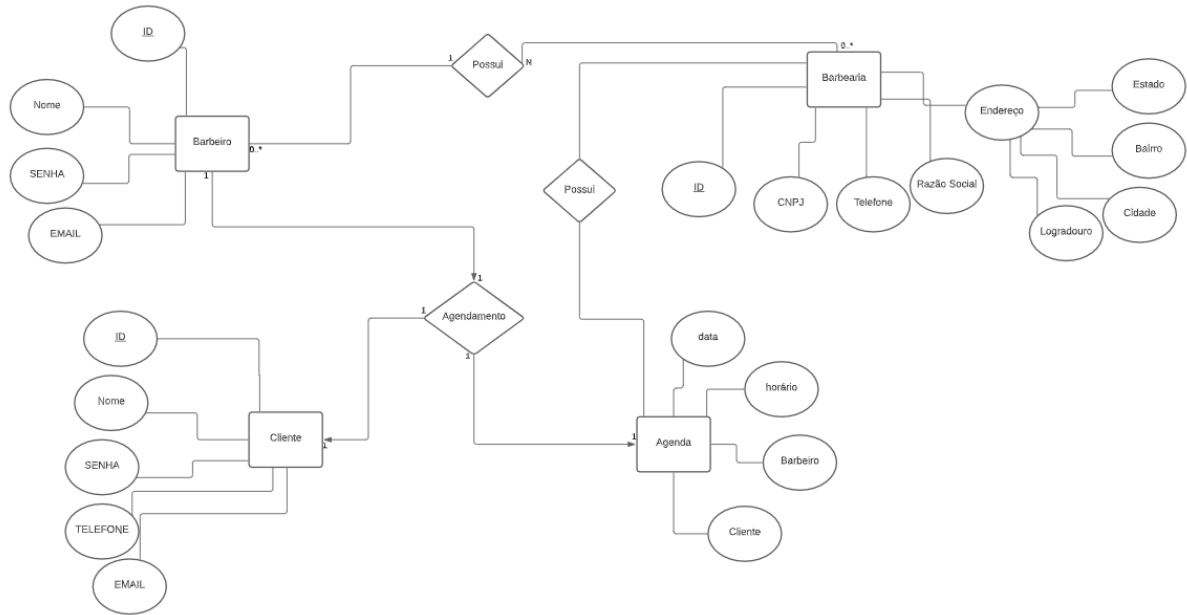 ID
Nome
SENHA
EMAIL
Barbeiro
0..*
1
1
Possui
N
0..*
Barbearia
ID
CNPJ
Telefone
Razão Social
Endereço
Estado
Bairro
Cidade
Logradouro
Possui
1
Agendamento
1
1
ID
Nome
SENHA
TELEFONE
EMAIL
Cliente
1
1
Agenda
data
horário
Barbeiro
Cliente